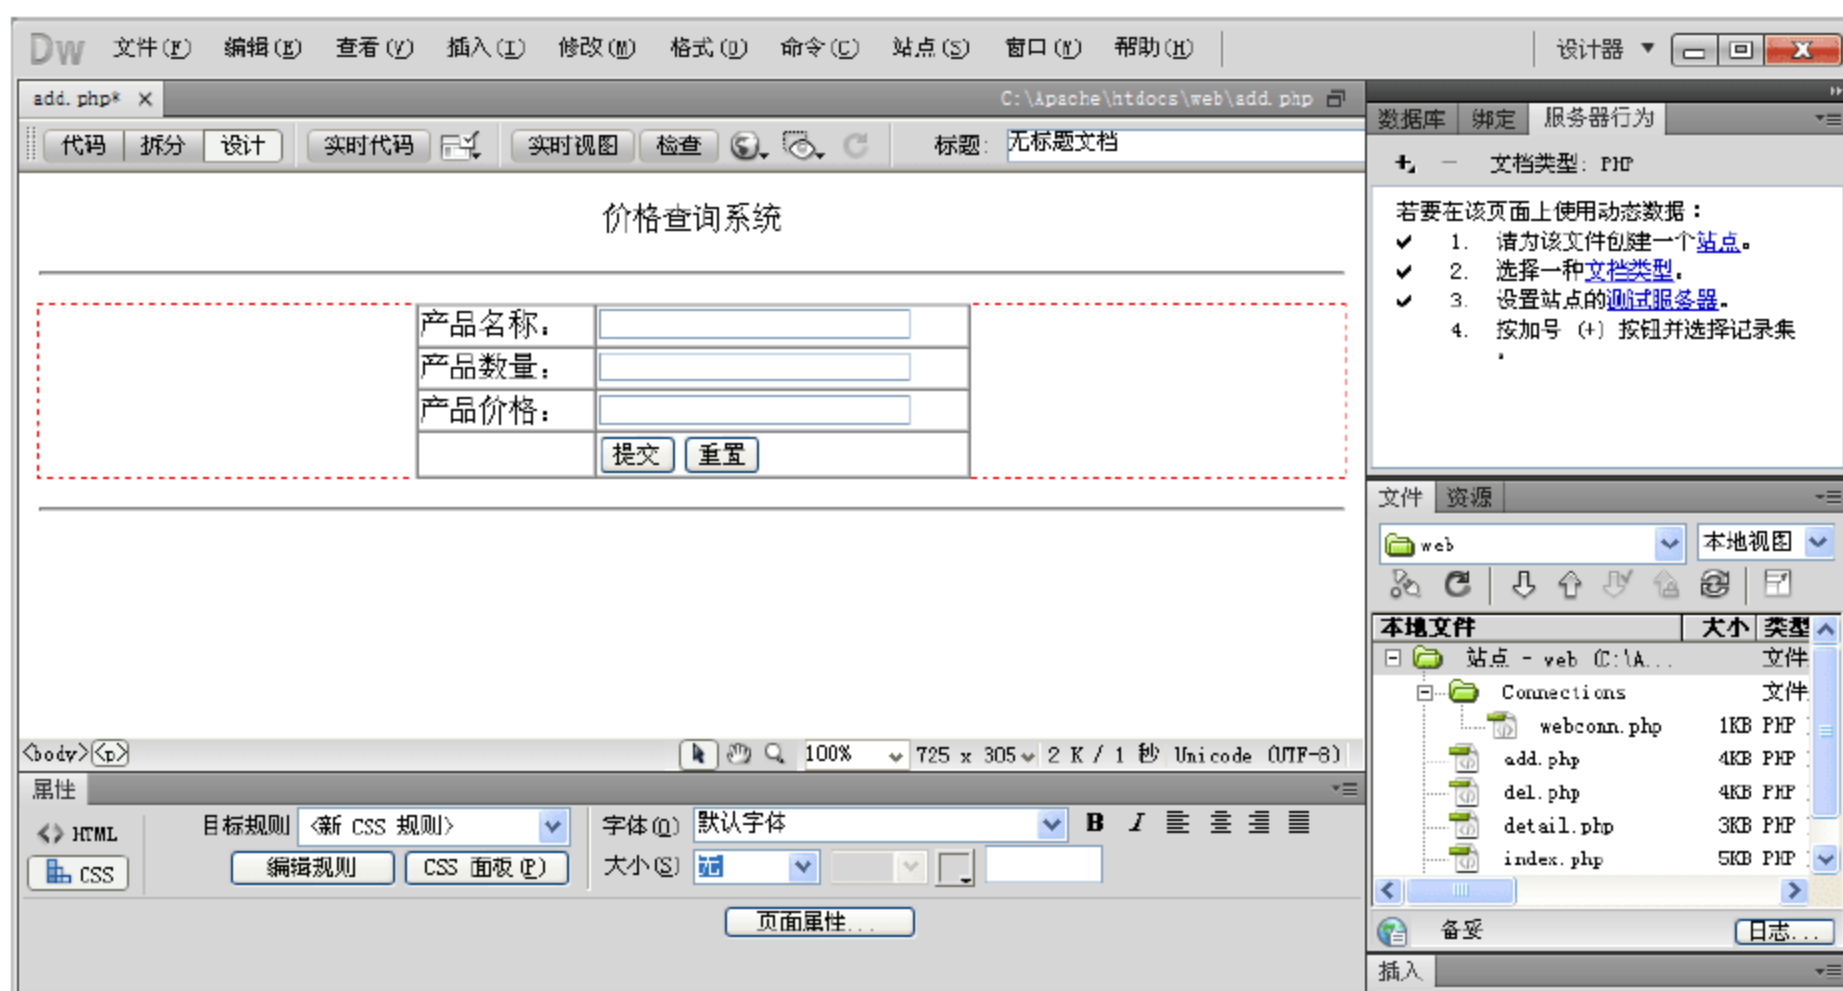 Dw 文件(F) 编辑(E) 查看(V) 插入(I) 修改(M) 格式(O) 命令(C) 站点(S) 窗口(W) 帮助(H) 设计器
add.php* C:\Apache\htdocs\web\add.php
代码 拆分 设计 实时代码 实时视图 检查 标题: 无标题文档
价格查询系统
产品名称：
产品数量：
产品价格：
提交 重置
<body><p> 100% 725 x 305 2 K / 1 秒 Unicode (UTF-8)
属性
HTML 目标规则 <新 CSS 规则> 字体(O) 默认字体 B I
CSS 编辑规则 CSS 面板(P) 大小(S) 无
页面属性...
数据库 绑定 服务器行为
文档类型: PHP
若要在该页面上使用动态数据：
1. 请为该文件创建一个站点。
2. 选择一种文档类型。
3. 设置站点的测试服务器。
4. 按加号 (+) 按钮并选择记录集
。
文件 资源
web 本地视图
本地文件 大小 类型
站点 - web (C:\A... 文件
Connections 文件
webconn.php 1KB PHP
add.php 4KB PHP
del.php 4KB PHP
detail.php 3KB PHP
index.php 5KB PHP
备妥 日志...
插入